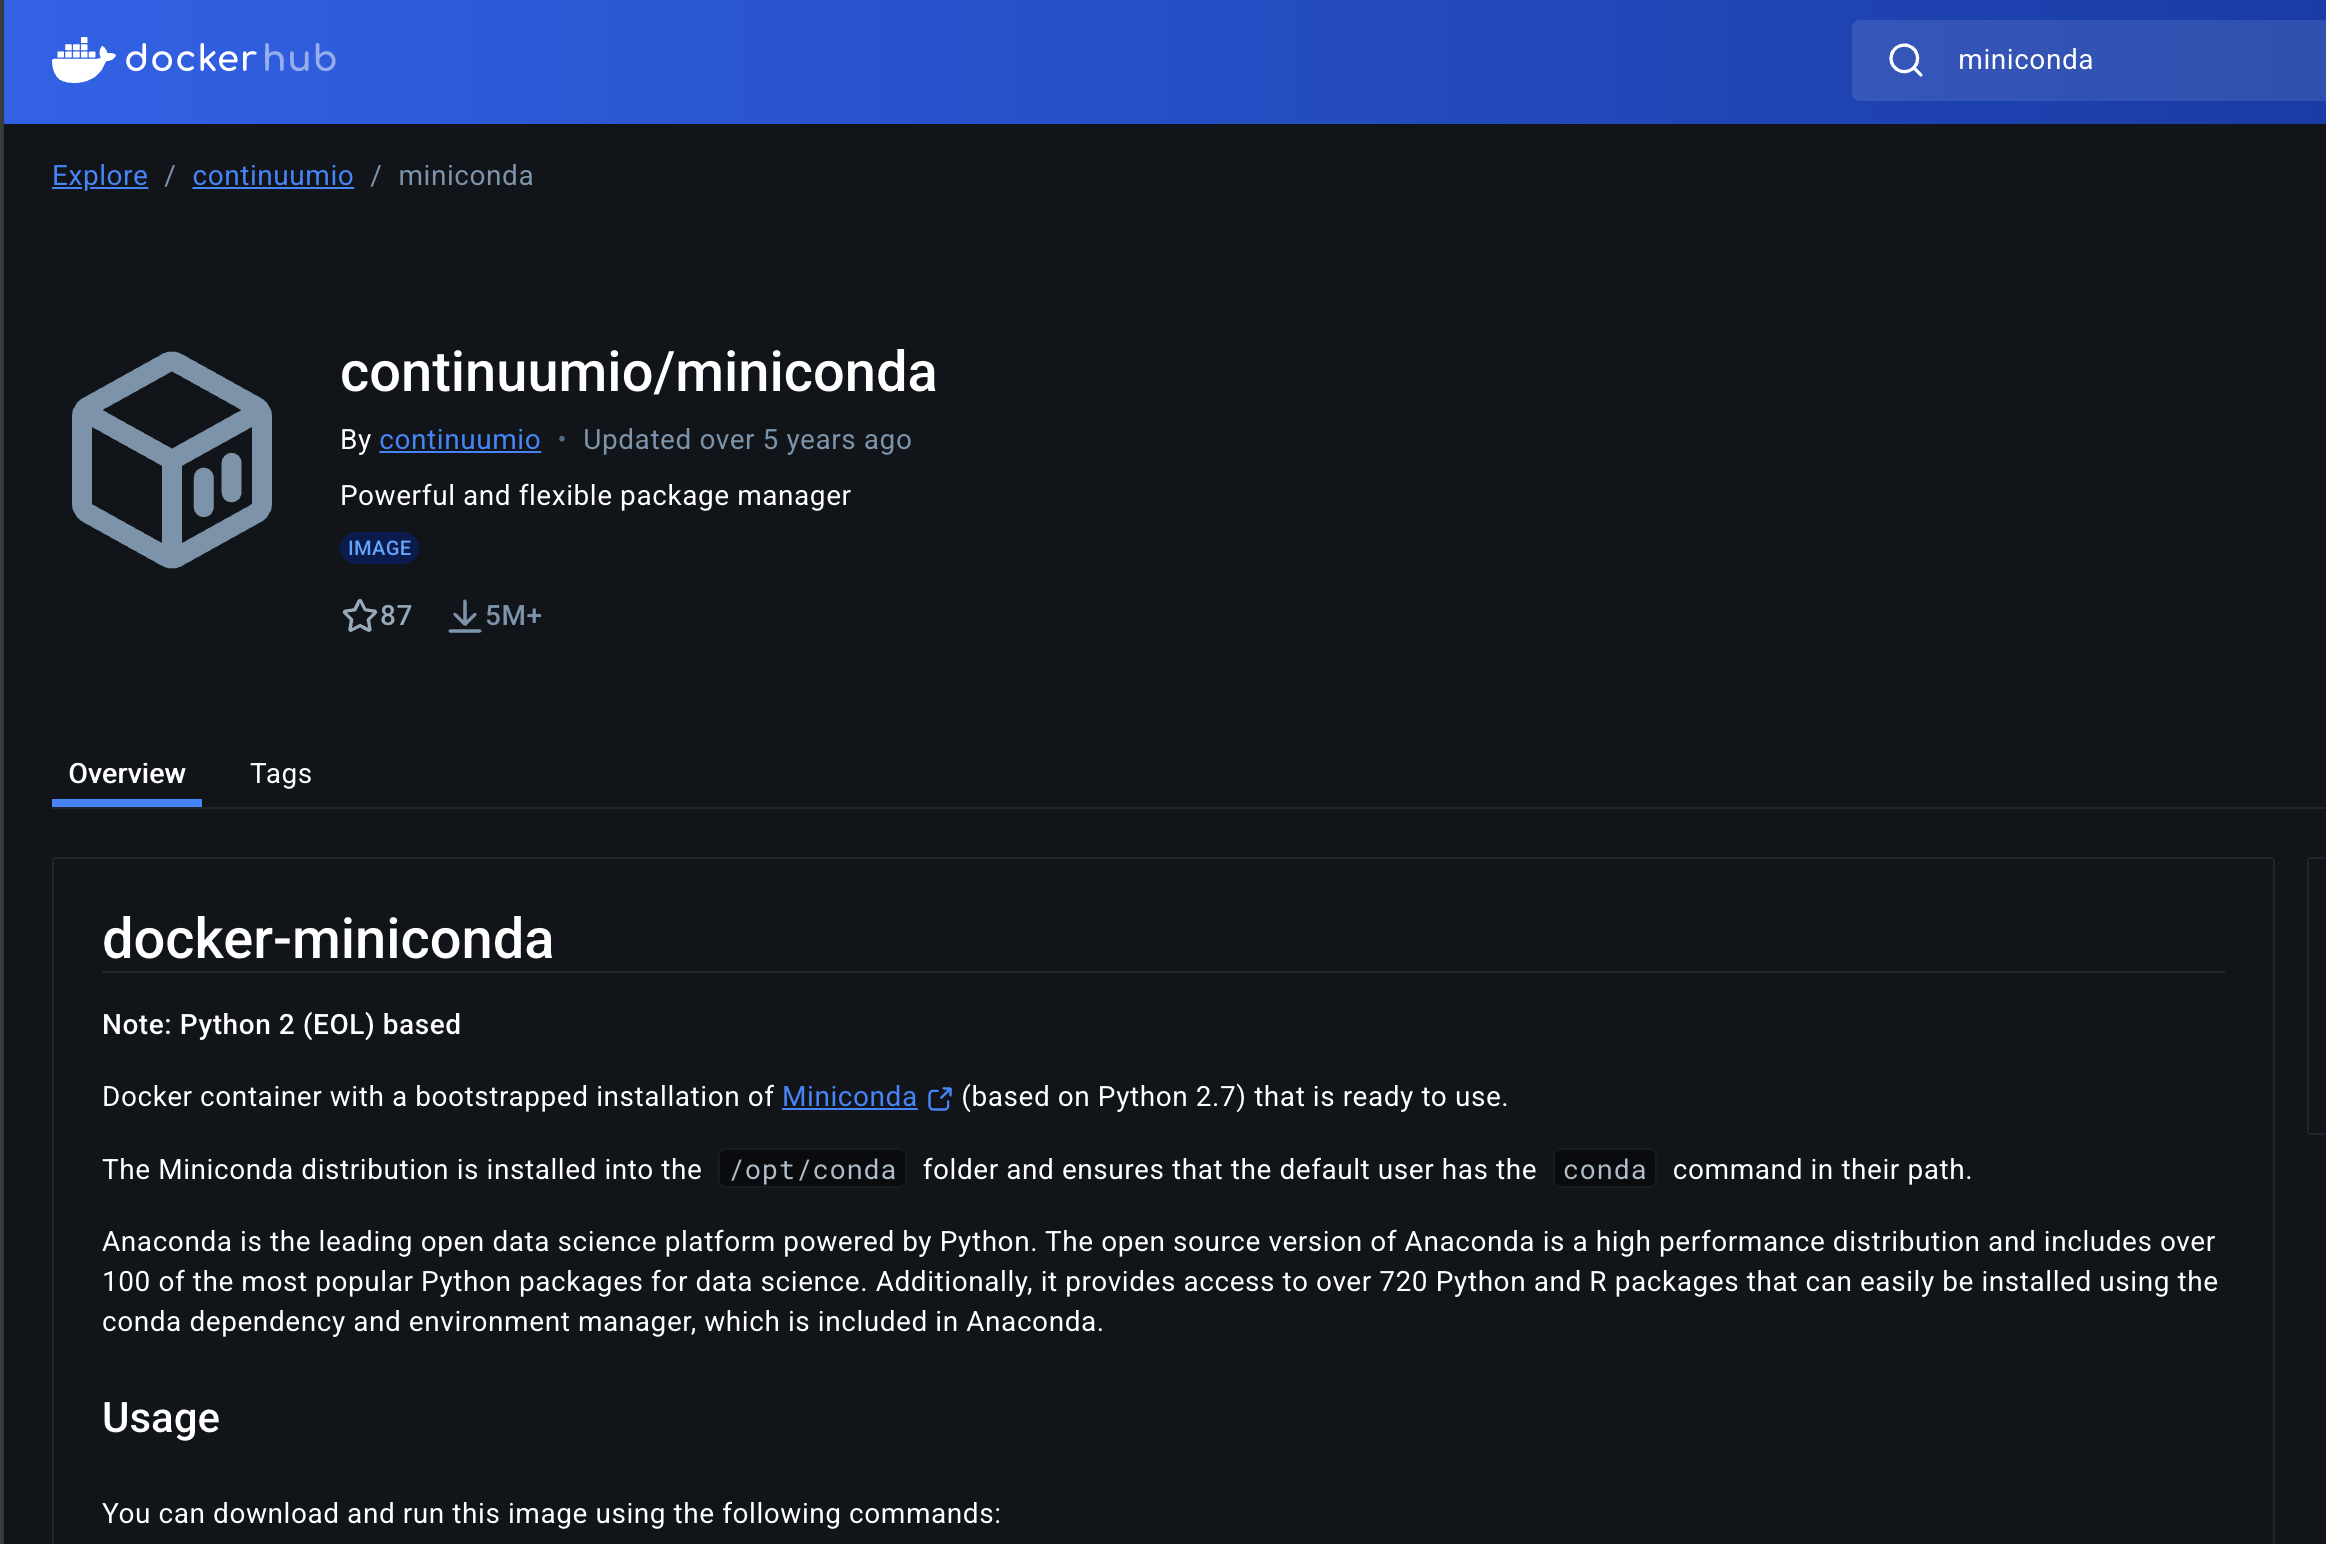 dockerhub
miniconda
Explore / continuumio / miniconda
continuumio/miniconda
By continuumio • Updated over 5 years ago
Powerful and flexible package manager
IMAGE
87 5M+
Overview Tags
docker-miniconda
Note: Python 2 (EOL) based
Docker container with a bootstrapped installation of Miniconda (based on Python 2.7) that is ready to use.
The Miniconda distribution is installed into the /opt/conda folder and ensures that the default user has the conda command in their path.
Anaconda is the leading open data science platform powered by Python. The open source version of Anaconda is a high performance distribution and includes over
100 of the most popular Python packages for data science. Additionally, it provides access to over 720 Python and R packages that can easily be installed using the
conda dependency and environment manager, which is included in Anaconda.
Usage
You can download and run this image using the following commands: